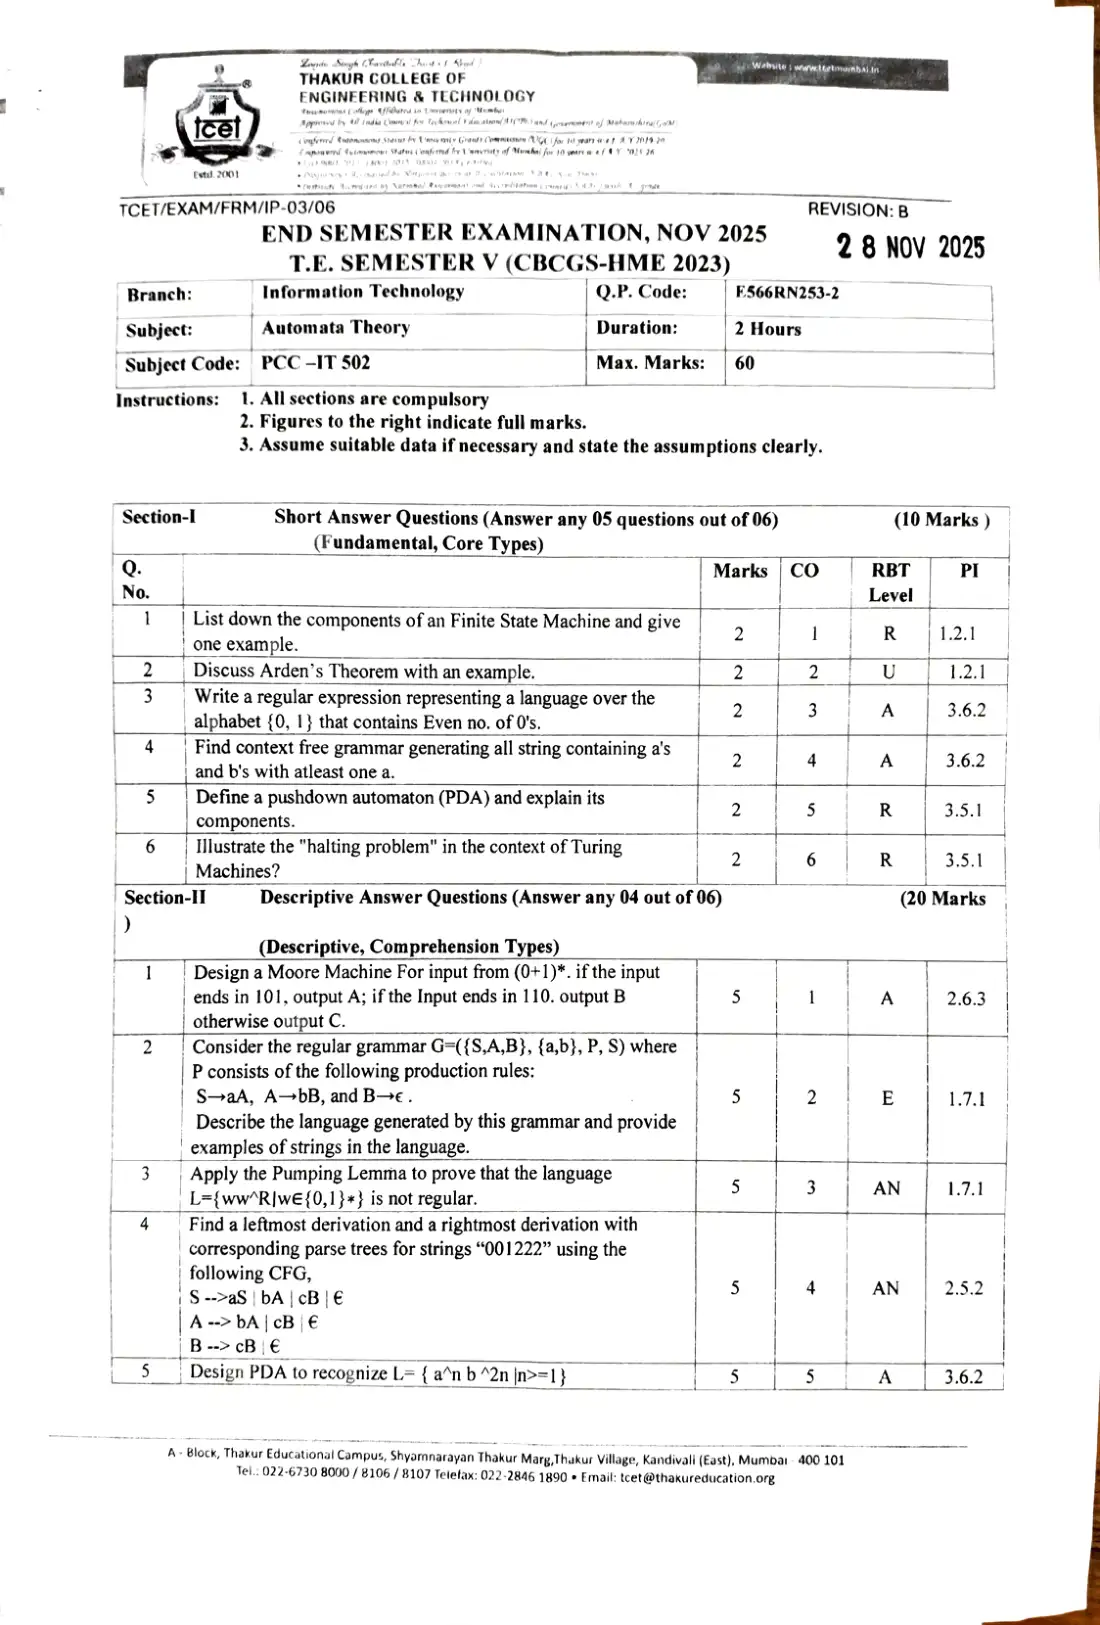 Website : www.tcetmumbai.in
THAKUR COLLEGE OF
ENGINEERING & TECHNOLOGY
tcet
Estd. 2001
TCET/EXAM/FRM/IP-03/06
REVISION: B
END SEMESTER EXAMINATION, NOV 2025
28 NOV 2025
T.E. SEMESTER V (CBCGS-HME 2023)
Branch: Information Technology Q.P. Code: E566RN253-2
Subject: Automata Theory Duration: 2 Hours
Subject Code: PCC –IT 502 Max. Marks: 60
Instructions: 1. All sections are compulsory
2. Figures to the right indicate full marks.
3. Assume suitable data if necessary and state the assumptions clearly.
Section-I Short Answer Questions (Answer any 05 questions out of 06) (10 Marks )
(Fundamental, Core Types)
Q. No. Marks CO RBT Level PI
1 List down the components of an Finite State Machine and give
one example. 2 1 R 1.2.1
2 Discuss Arden's Theorem with an example. 2 2 U 1.2.1
3 Write a regular expression representing a language over the
alphabet {0, 1} that contains Even no. of 0's. 2 3 A 3.6.2
4 Find context free grammar generating all string containing a's
and b's with atleast one a. 2 4 A 3.6.2
5 Define a pushdown automaton (PDA) and explain its
components. 2 5 R 3.5.1
6 Illustrate the "halting problem" in the context of Turing
Machines? 2 6 R 3.5.1
Section-II Descriptive Answer Questions (Answer any 04 out of 06) (20 Marks
)
(Descriptive, Comprehension Types)
1 Design a Moore Machine For input from (0+1)*. if the input
ends in 101, output A; if the Input ends in 110. output B 5 1 A 2.6.3
otherwise output C.
2 Consider the regular grammar G=({S,A,B}, {a,b}, P, S) where
P consists of the following production rules:
S→aA, A→bB, and B→ϵ . 5 2 E 1.7.1
Describe the language generated by this grammar and provide
examples of strings in the language.
3 Apply the Pumping Lemma to prove that the language
L={ww^R|w∈{0,1}*} is not regular. 5 3 AN 1.7.1
4 Find a leftmost derivation and a rightmost derivation with
corresponding parse trees for strings “001222” using the
following CFG,
S -->aS | bA | cB | € 5 4 AN 2.5.2
A --> bA | cB | €
B --> cB | €
5 Design PDA to recognize L= { a^n b ^2n |n>=1} 5 5 A 3.6.2
A - Block, Thakur Educational Campus, Shyamnarayan Thakur Marg,Thakur Village, Kandivali (East), Mumbai - 400 101
Tel.: 022-6730 8000 / 8106 / 8107 Telefax: 022-2846 1890 • Email: tcet@thakureducation.org